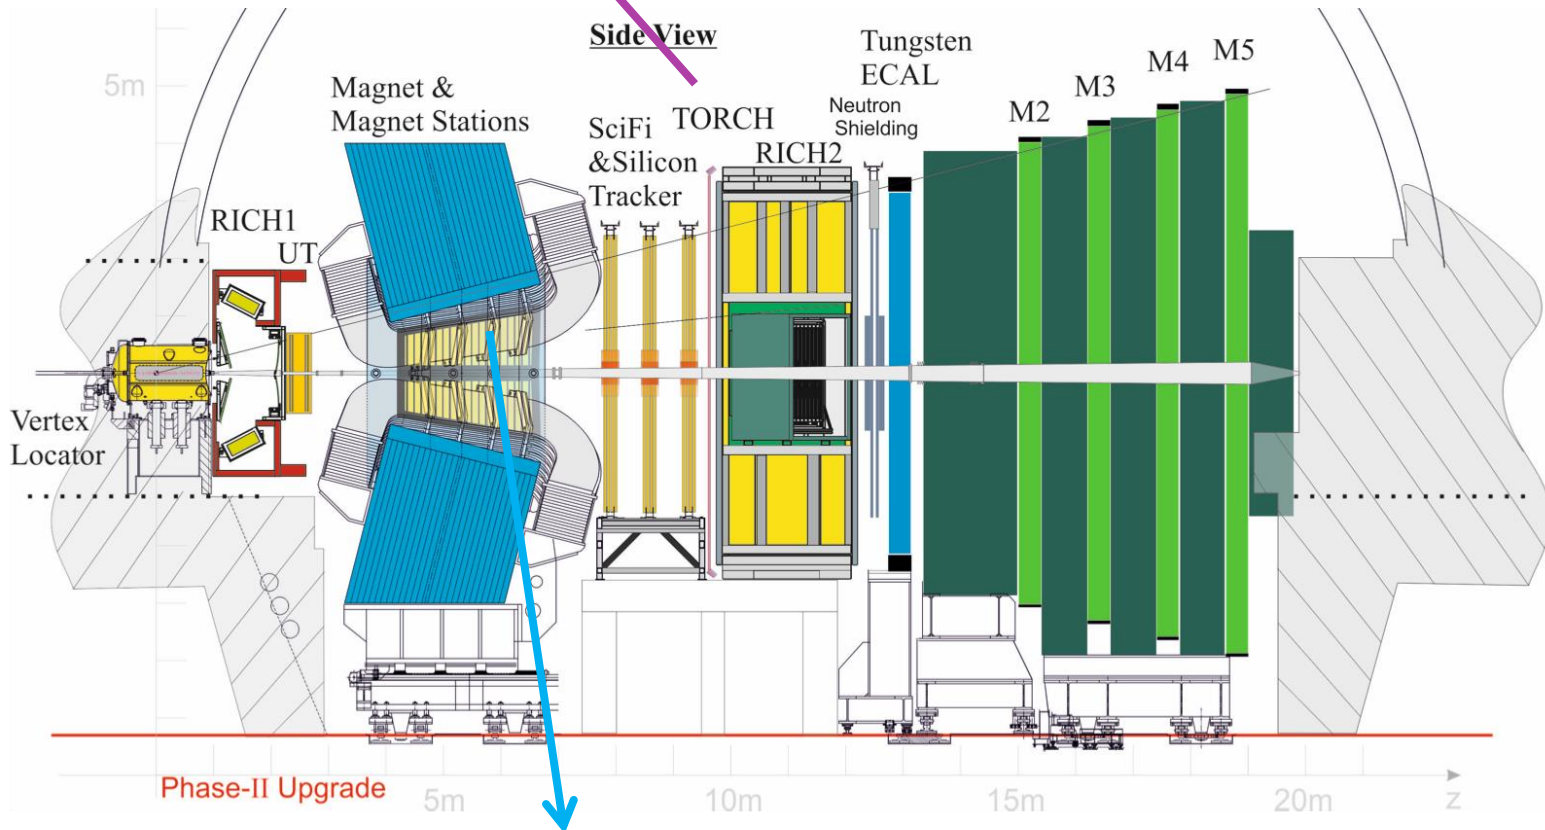 Side View
5m
Magnet &
Magnet Stations
SciFi
&Silicon
Tracker
TORCH
RICH2
Tungsten
ECAL
Neutron
Shielding
M2
M3
M4
M5
RICH1
UT
Vertex
Locator
Phase-II Upgrade
5m
10m
15m
20m
z